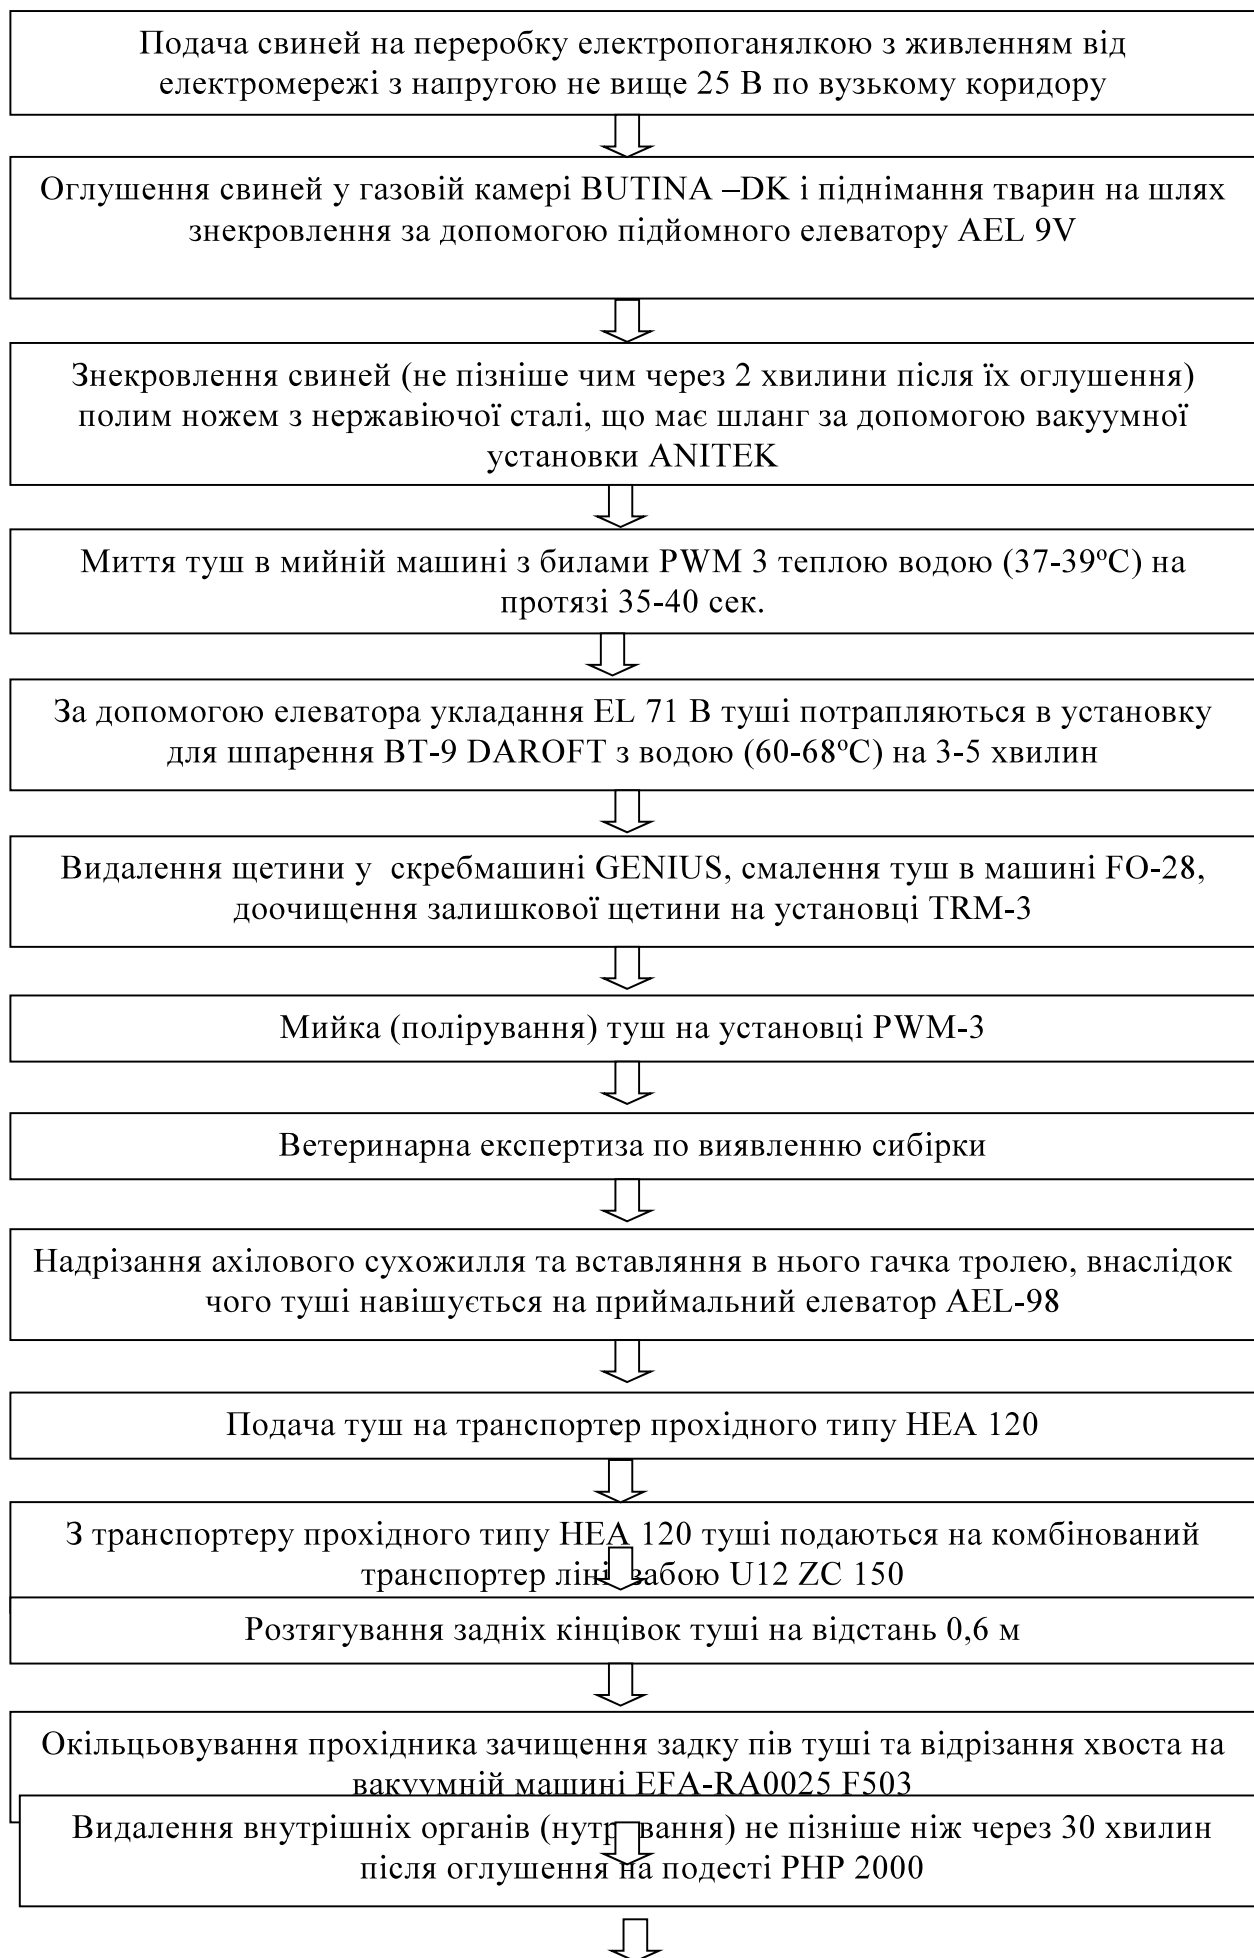 Подача свиней на переробку електропоганялкою з живленням від
електромережі з напругою не вище 25 В по вузькому коридору
Оглушення свиней у газовій камері BUTINA –DK і піднімання тварин на шлях
знекровлення за допомогою підйомного елеватору AEL 9V
Знекровлення свиней (не пізніше чим через 2 хвилини після їх оглушення)
полим ножем з нержавіючої сталі, що має шланг за допомогою вакуумної
установки ANITEK
Миття туш в мийній машині з билами PWM 3 теплою водою (37-39ºС) на
протязі 35-40 сек.
За допомогою елеватора укладання EL 71 B туші потрапляються в установку
для шпарення BT-9 DAROFT з водою (60-68ºС) на 3-5 хвилин
Видалення щетини у скребмашині GENIUS, смалення туш в машині FO-28,
доочищення залишкової щетини на установці TRM-3
Мийка (полірування) туш на установці PWM-3
Ветеринарна експертиза по виявленню сибірки
Надрізання ахілового сухожилля та вставляння в нього гачка тролею, внаслідок
чого туші навішується на приймальний елеватор AEL-98
Подача туш на транспортер прохідного типу HEA 120
З транспортеру прохідного типу HEA 120 туші подаються на комбінований
транспортер лінії забою U12 ZC 150
Розтягування задніх кінцівок туші на відстань 0,6 м
Окільцьовування прохідника зачищення задку пів туші та відрізання хвоста на
вакуумній машині EFA-RA0025 F503
Видалення внутрішніх органів (нутрування) не пізніше ніж через 30 хвилин
після оглушення на подесті PHP 2000